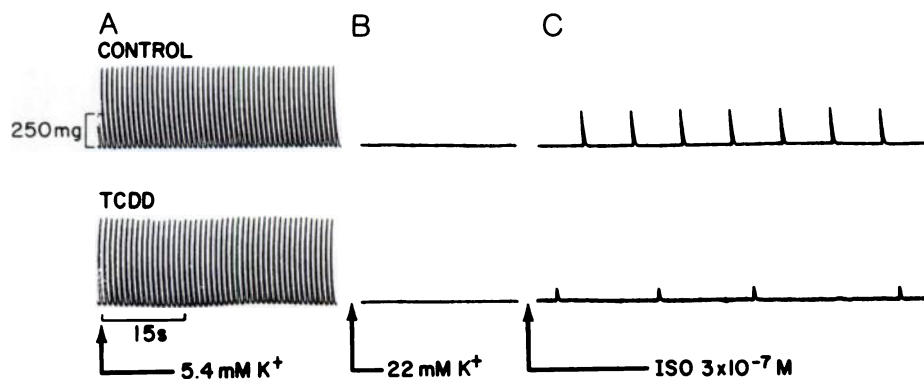 A B C
CONTROL
250mg
TCDD
15s
5.4 mM K⁺ 22 mM K⁺ ISO 3x10⁻⁷ M